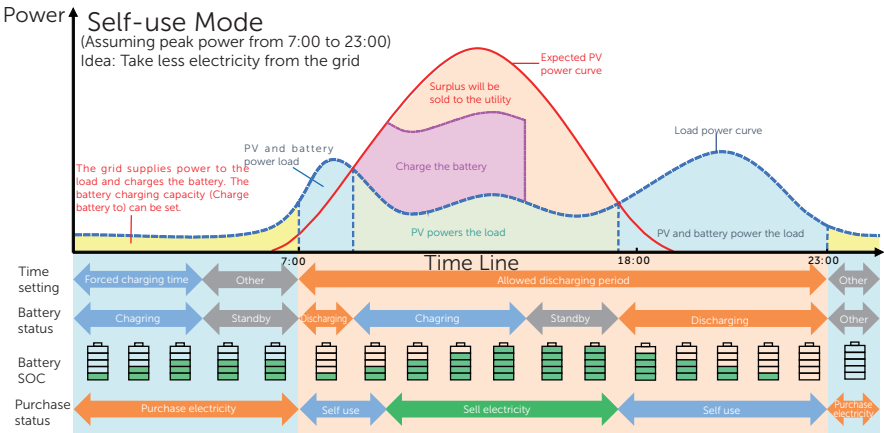 Power
Self-use Mode
(Assuming peak power from 7:00 to 23:00)
Idea: Take less electricity from the grid
Expected PV
power curve
Surplus will be
sold to the utility
PV and battery
power load
Load power curve
The grid supplies power to the
load and charges the battery. The
battery charging capacity (Charge
battery to) can be set.
Charge the battery
PV powers the load
PV and battery power the load
7:00
Time Line
18:00
23:00
Time
setting
Forced charging time
Other
Allowed discharging period
Other
Battery
status
Chagring
Standby
Discharging
Chagring
Standby
Discharging
Other
Battery
SOC
Purchase
status
Purchase electricity
Self use
Sell electricity
Self use
Purchase
electricity